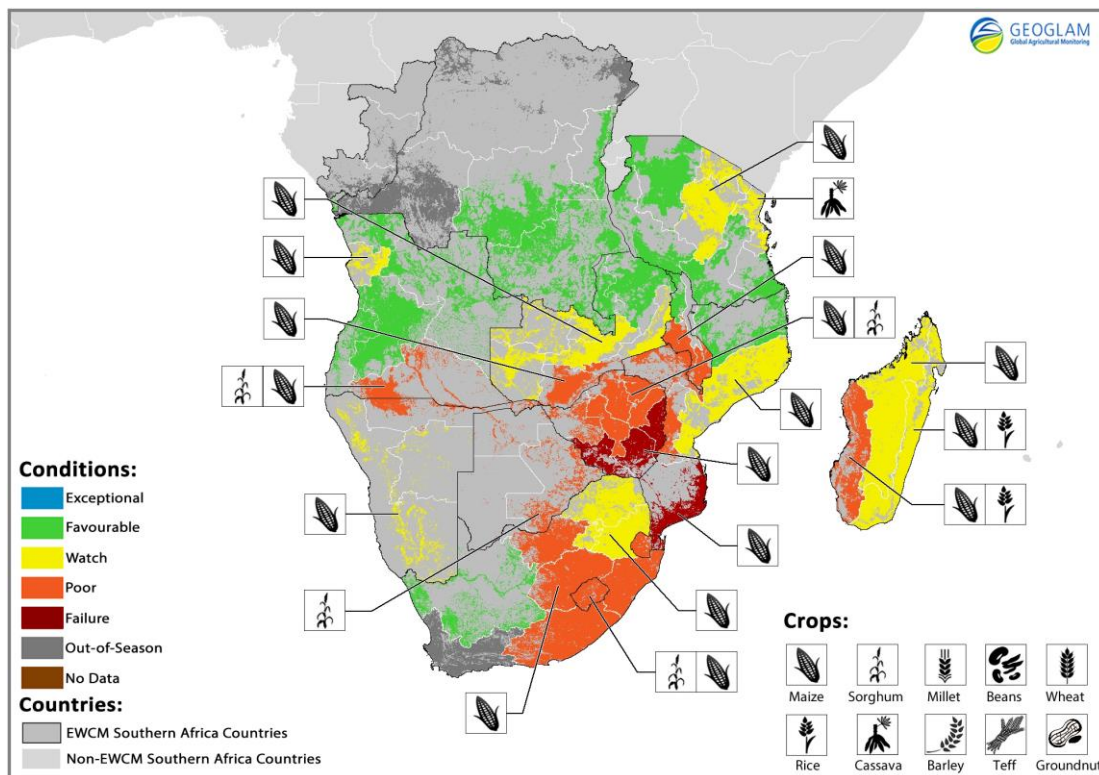 GEOGLAM
Global Agricultural Monitoring
Conditions:
Exceptional
Favourable
Watch
Poor
Failure
Out-of-Season
No Data
Countries:
EWCM Southern Africa Countries
Non-EWCM Southern Africa Countries
Crops:
Maize Sorghum Millet Beans Wheat
Rice Cassava Barley Teff Groundnut